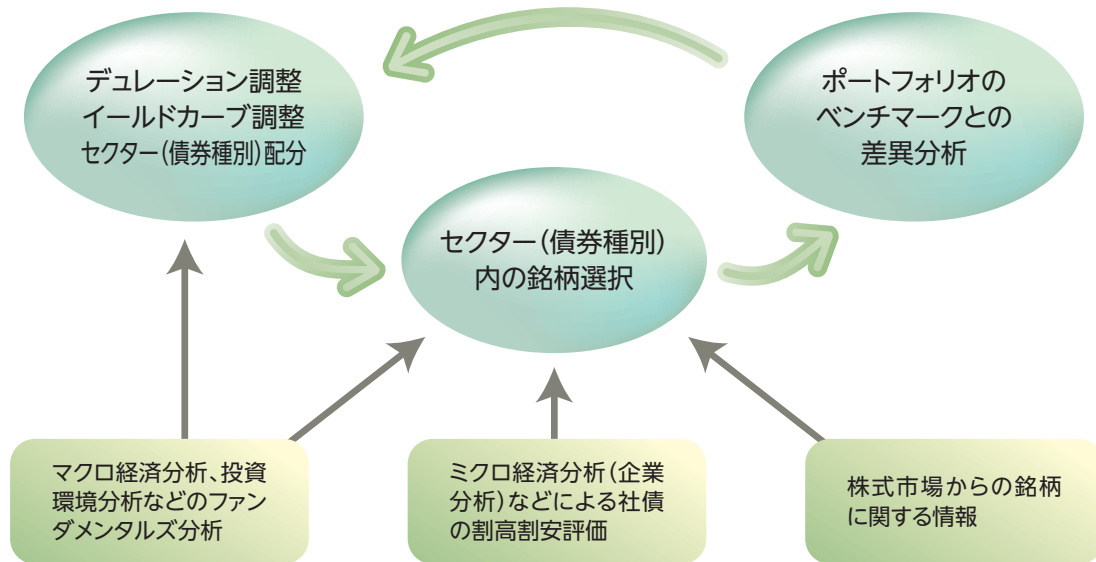 デュレーション調整
イールドカーブ調整
セクター(債券種別)配分
ポートフォリオの
ベンチマークとの
差異分析
セクター(債券種別)
内の銘柄選択
マクロ経済分析、投資
環境分析などのファン
ダメンタルズ分析
ミクロ経済分析(企業
分析)などによる社債
の割高割安評価
株式市場からの銘柄
に関する情報